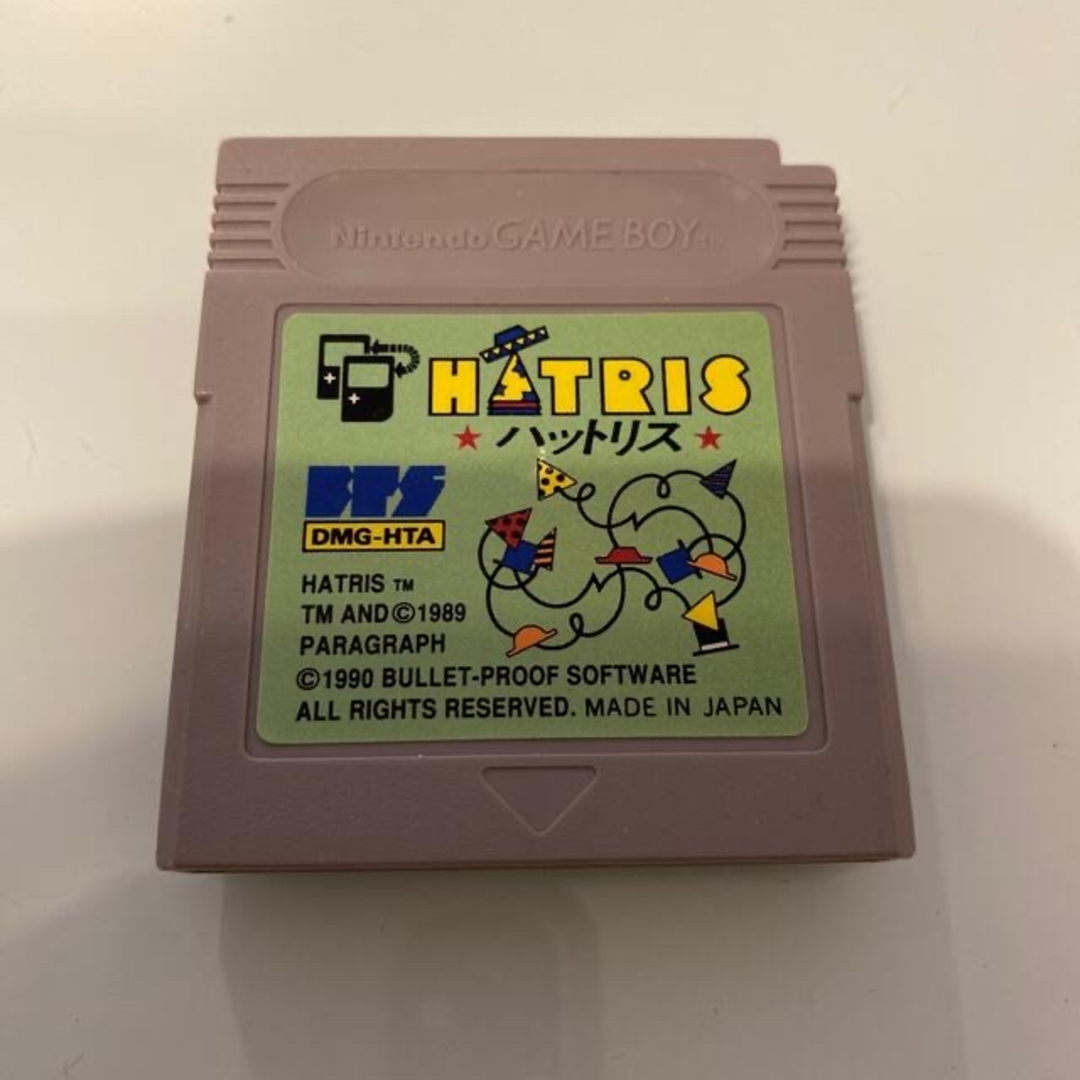 Nintendo GAME BOY TM
HATRIS
★ハットリス★
BPS
DMG-HTA
HATRIS TM
TM AND©1989
PARAGRAPH
©1990 BULLET-PROOF SOFTWARE
ALL RIGHTS RESERVED. MADE IN JAPAN